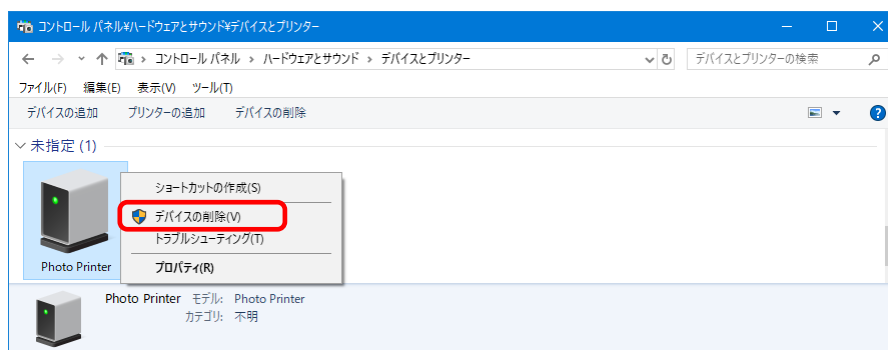 コントロール パネル¥ハードウェアとサウンド¥デバイスとプリンター
コントロール パネル › ハードウェアとサウンド › デバイスとプリンター
デバイスとプリンターの検索
ファイル(F) 編集(E) 表示(V) ツール(T)
デバイスの追加 プリンターの追加 デバイスの削除
未指定 (1)
ショートカットの作成(S)
デバイスの削除(V)
トラブルシューティング(T)
プロパティ(R)
Photo Printer
Photo Printer モデル: Photo Printer
カテゴリ: 不明